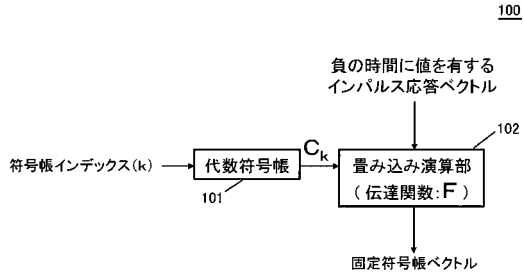 100
負の時間に値を有する
インパルス応答ベクトル
102
符号帳インデックス(k)
代数符号帳
Ck
畳み込み演算部
(伝達関数:F)
101
固定符号帳ベクトル